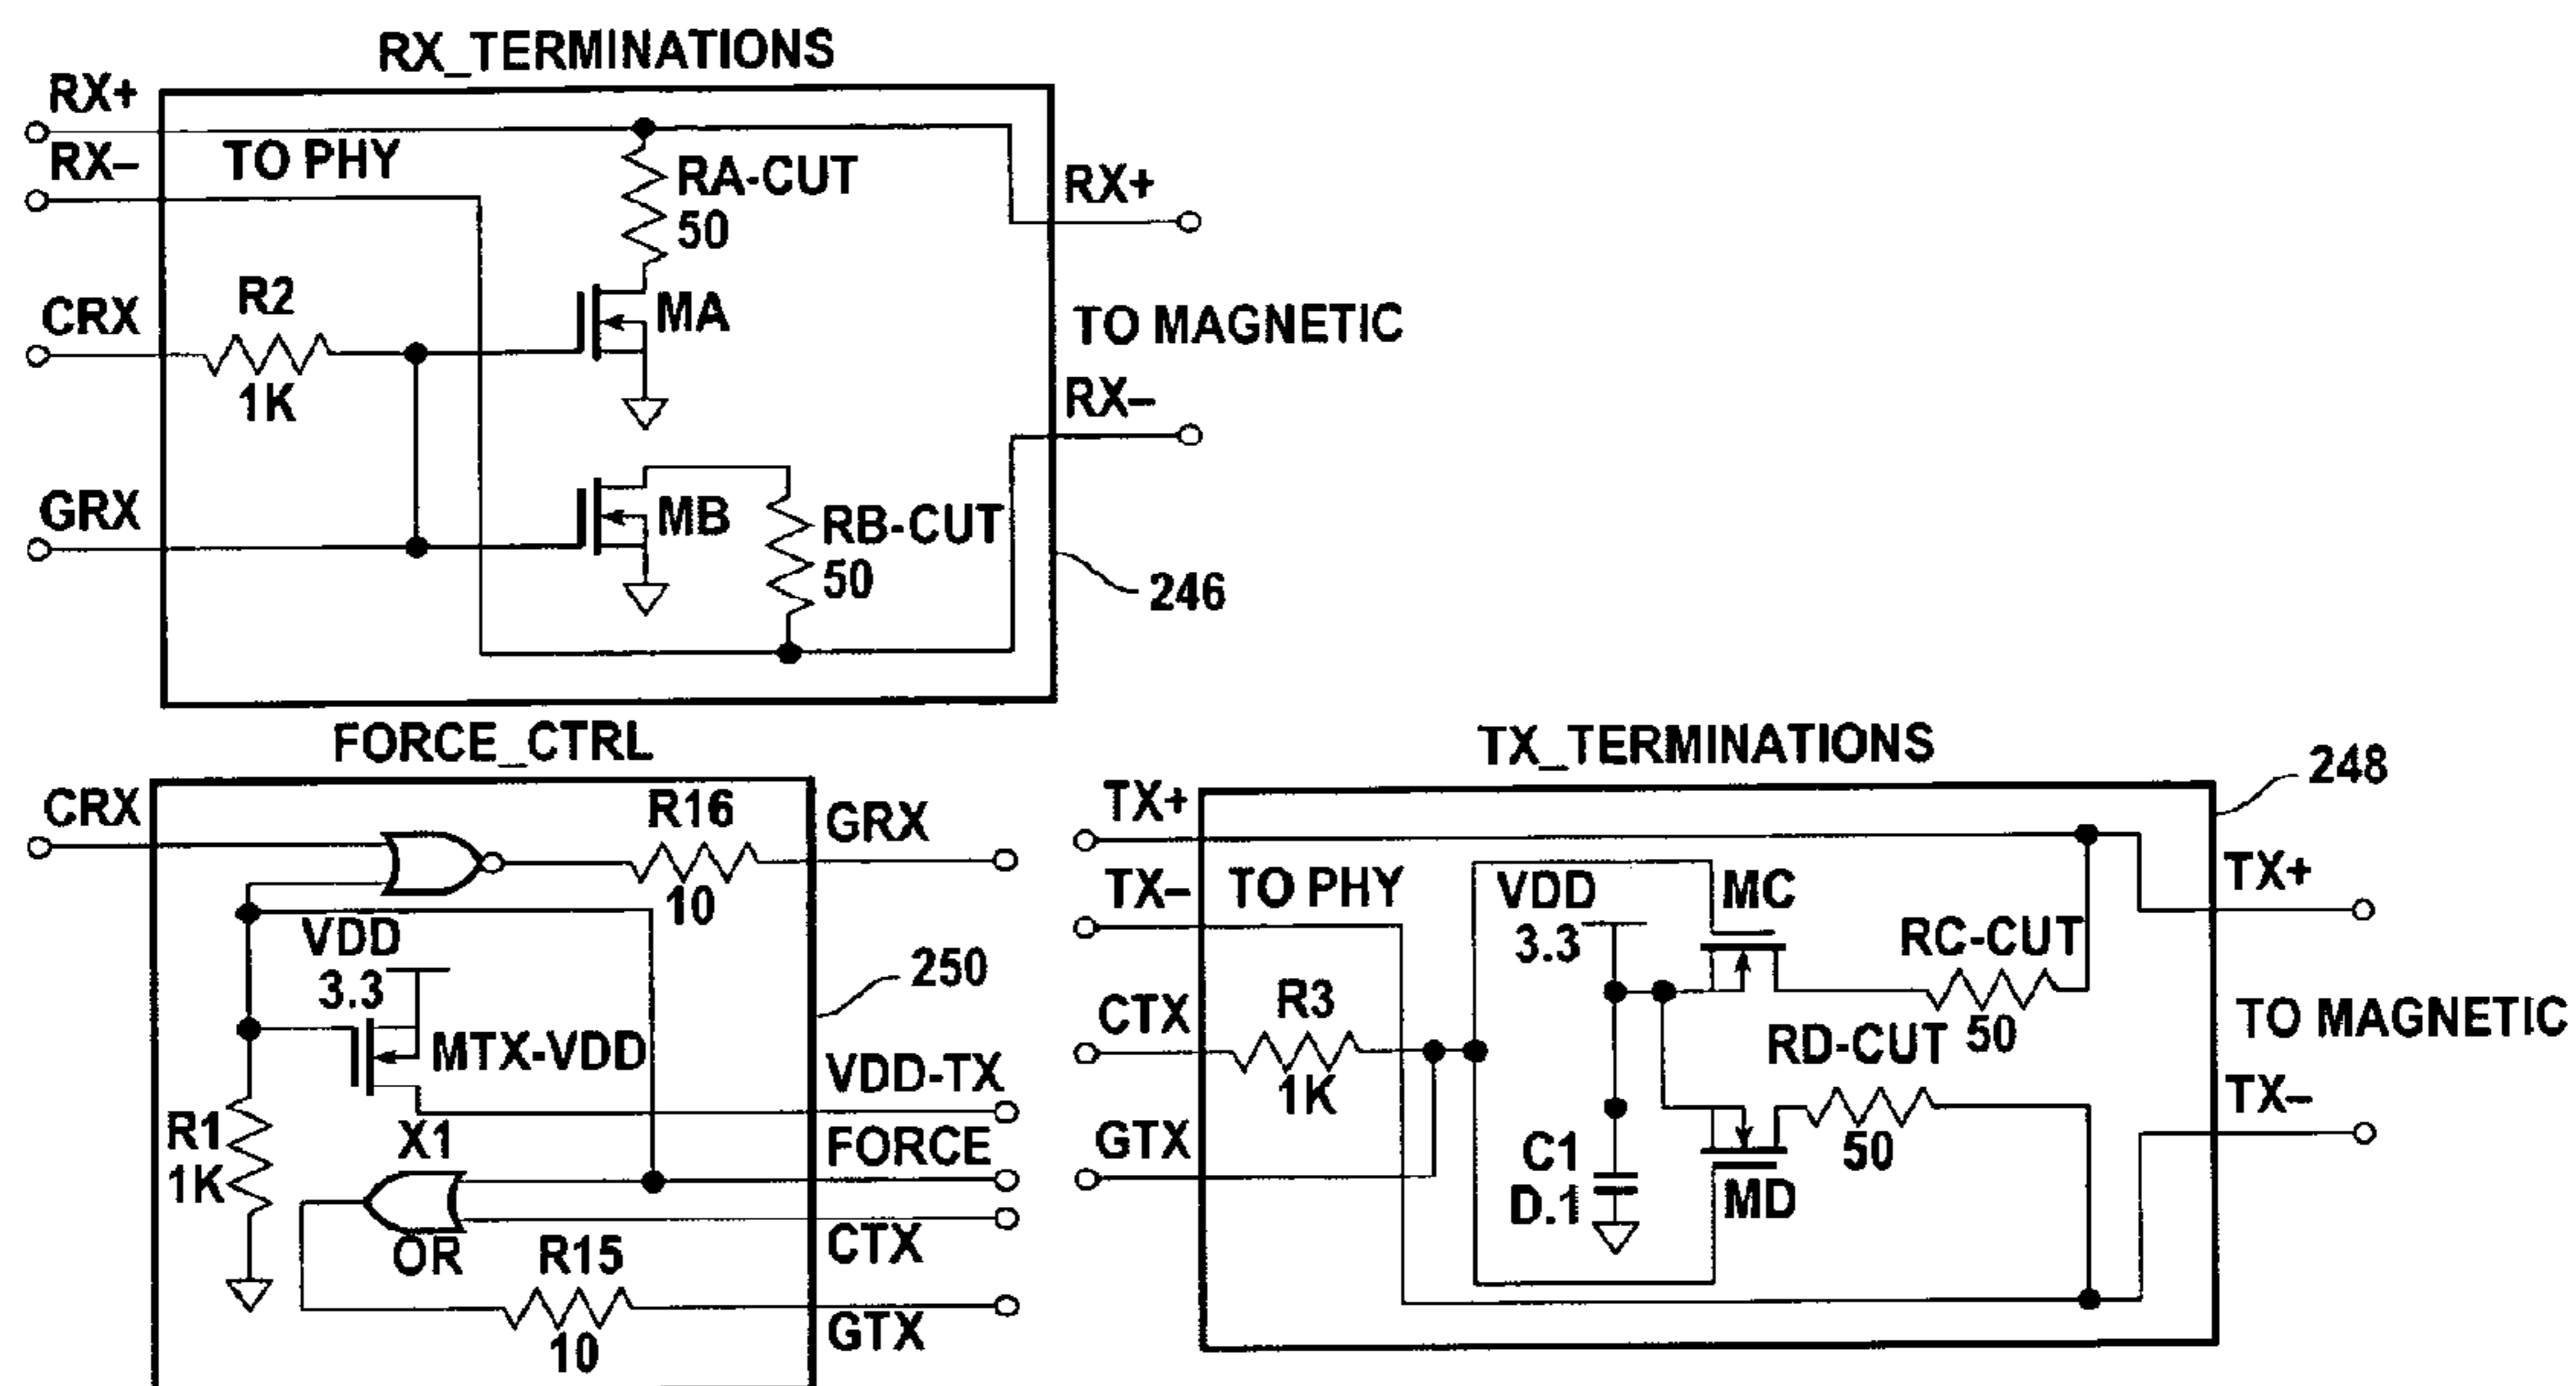 RX_TERMINATIONS
RX+
RX–
TO PHY
RA-CUT
50
RX+
CRX
R2
1K
MA
TO MAGNETIC
RX–
GRX
MB
RB-CUT
50
246
FORCE_CTRL
CRX
R16
10
GRX
VDD
3.3
250
MTX-VDD
VDD-TX
R1
1K
X1
FORCE
OR
CTX
R15
10
GTX
TX_TERMINATIONS
248
TX+
TX–
TO PHY
VDD
3.3
MC
TX+
RC-CUT
50
CTX
R3
1K
RD-CUT
50
TO MAGNETIC
TX–
GTX
C1
D.1
MD